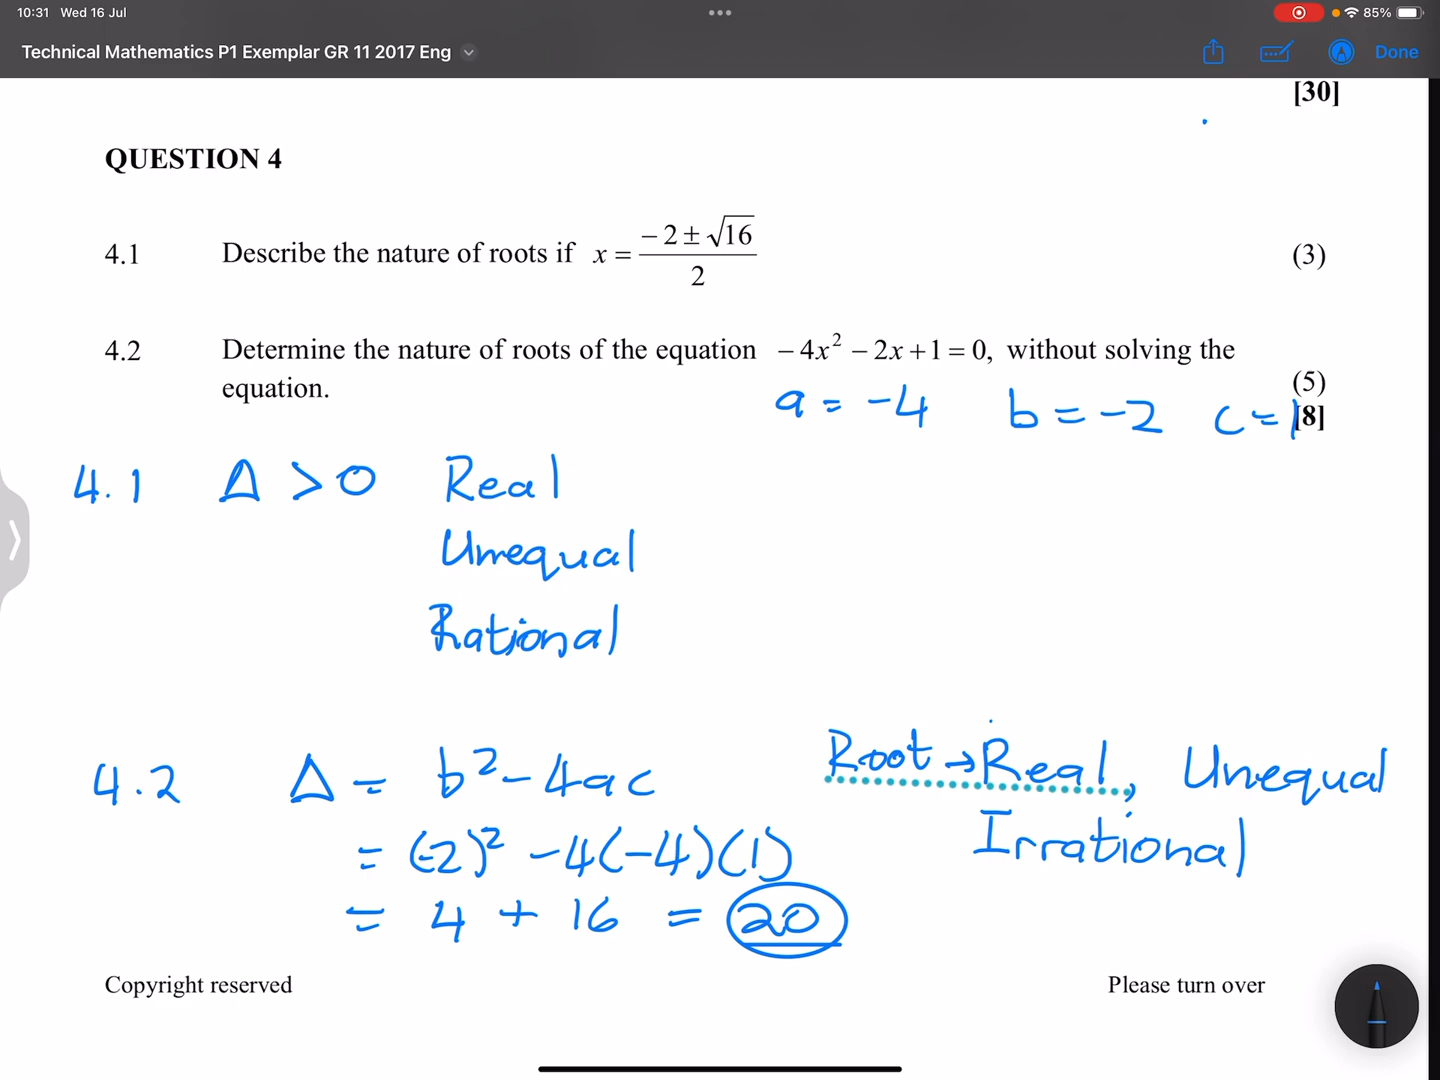 10:31 Wed 16 Jul
85%
Technical Mathematics P1 Exemplar GR 11 2017 Eng
Done
[30]
QUESTION 4
4.1 Describe the nature of roots if x = (−2 ± √16)/2 (3)
4.2 Determine the nature of roots of the equation −4x² − 2x + 1 = 0, without solving the
equation. (5)
a = -4 b = -2 c = 1 [8]
4.1 Δ > 0 Real
Unequal
Rational
4.2 Δ = b² - 4ac
Root → Real, Unequal
= (-2)² - 4(-4)(1)
Irrational
= 4 + 16 = 20
Copyright reserved Please turn over